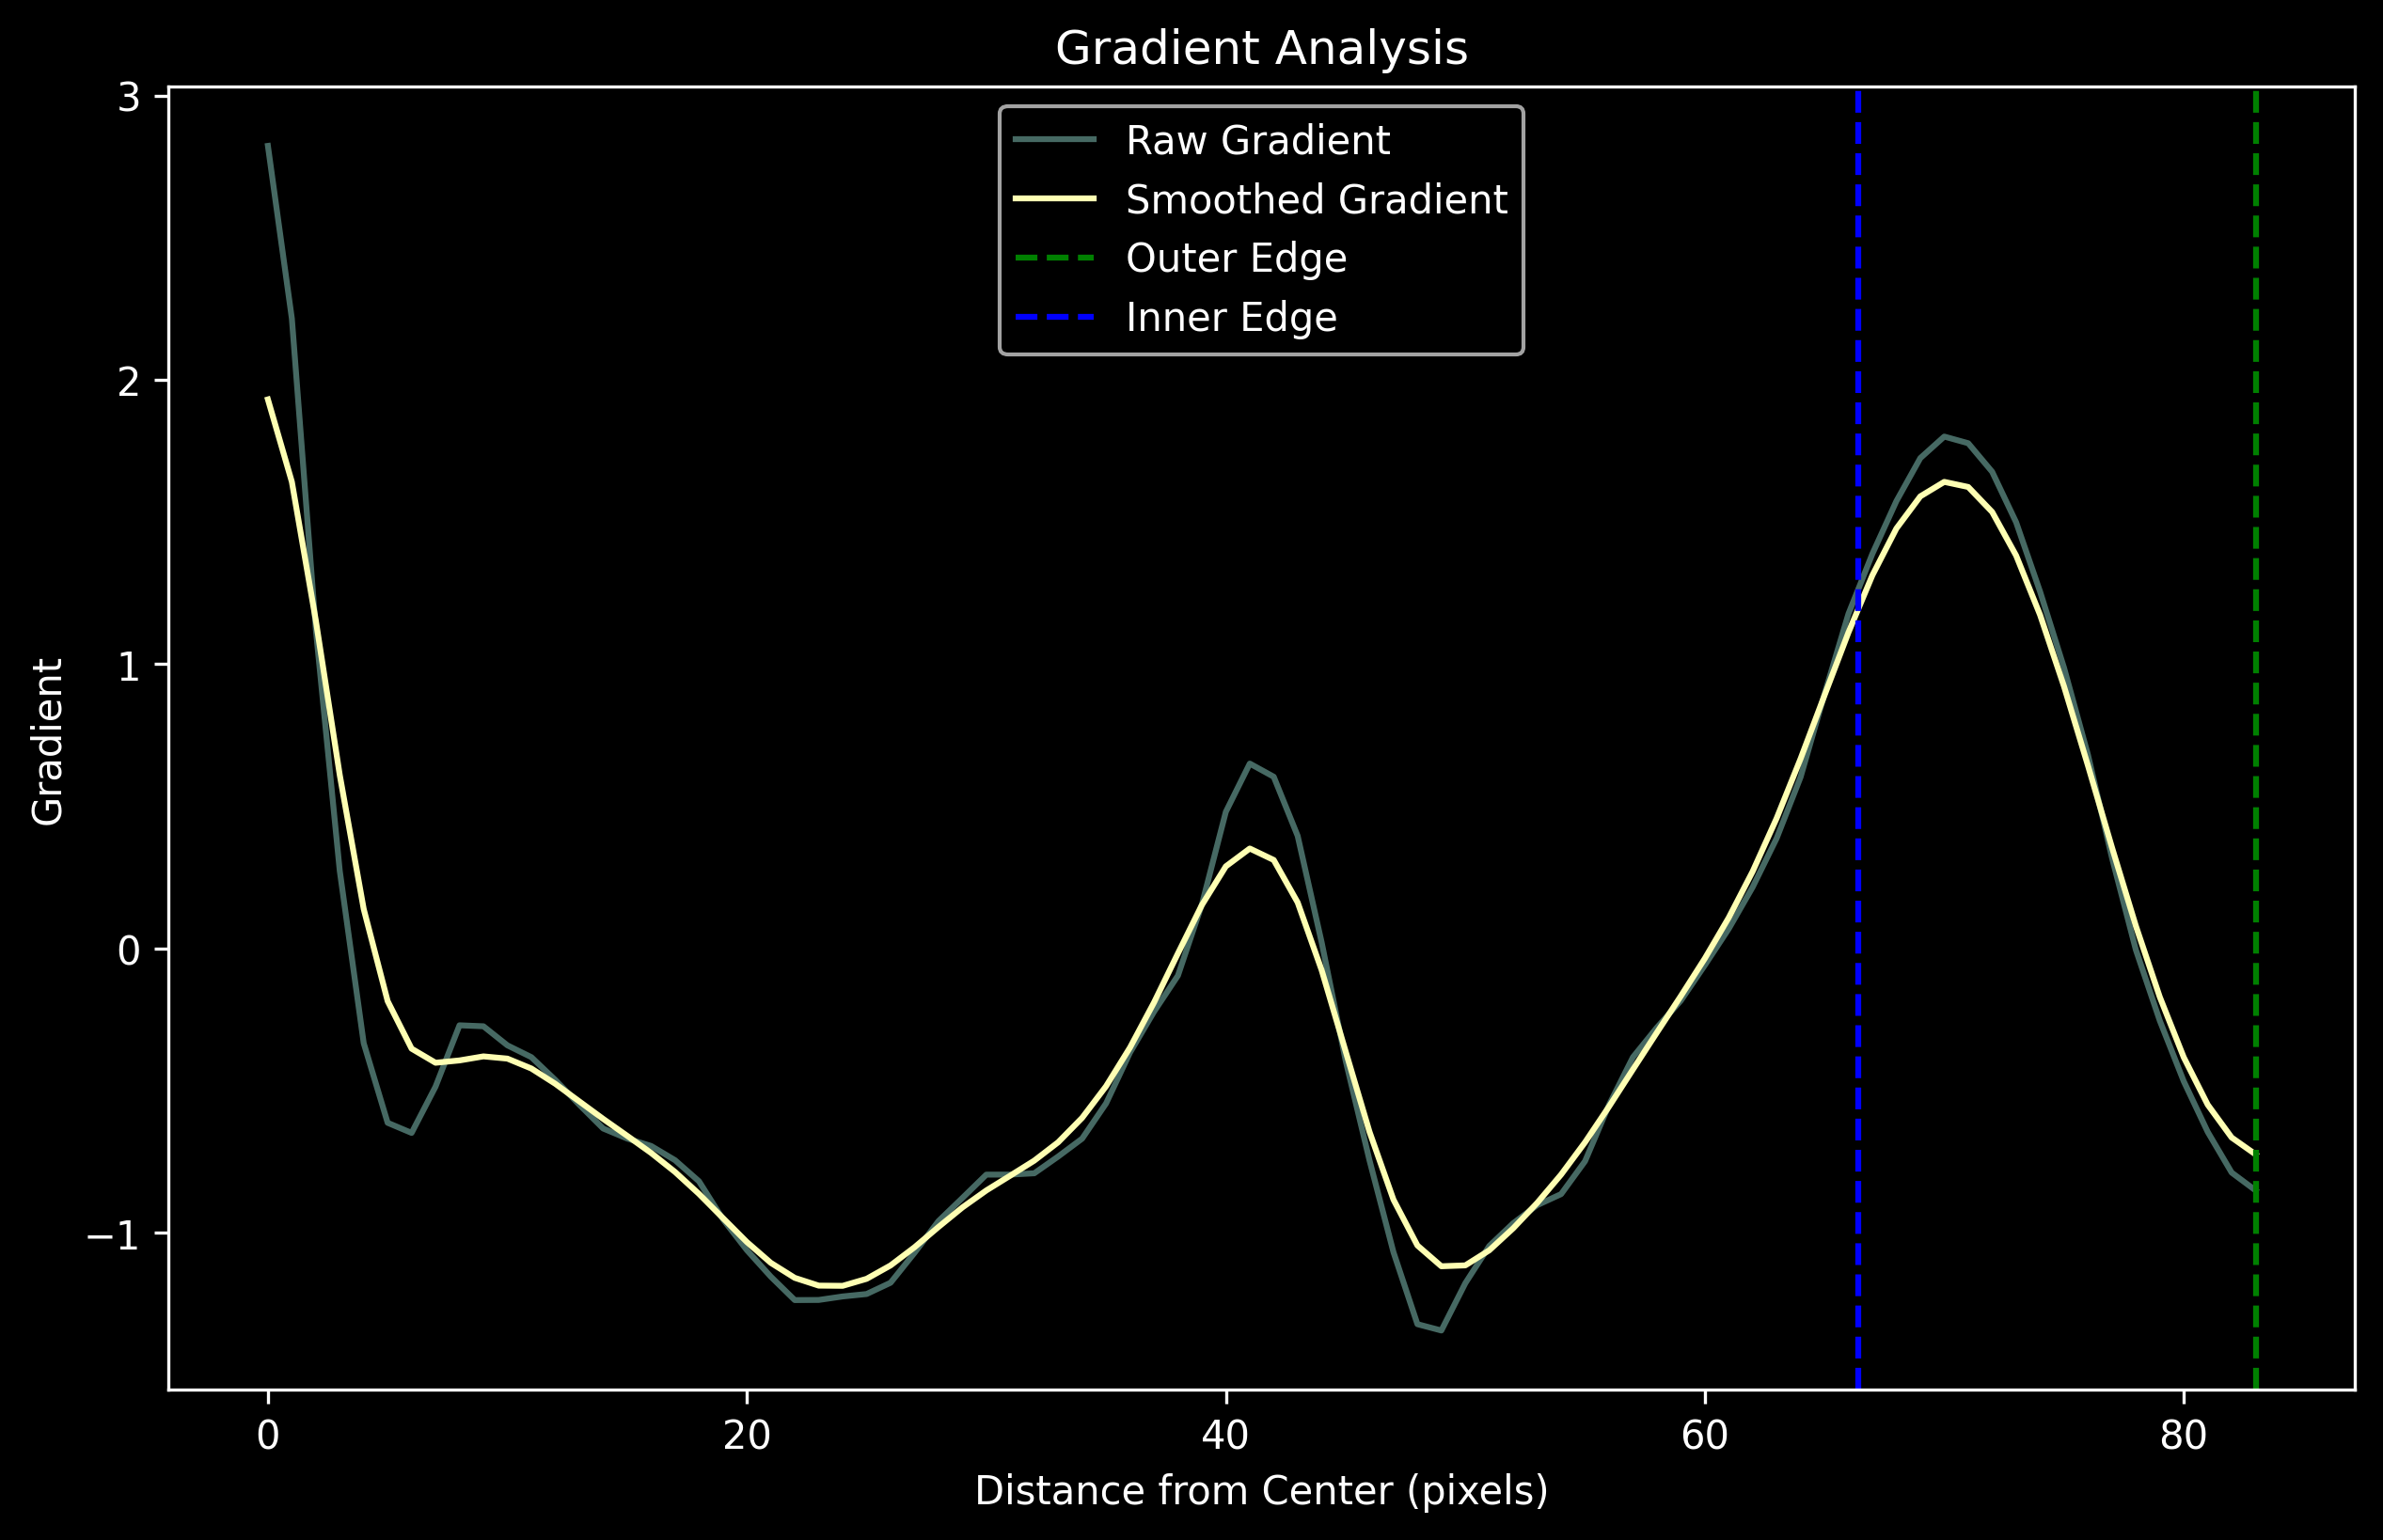 Gradient Analysis
Raw Gradient
Smoothed Gradient
Outer Edge
Inner Edge
Gradient
3
2
1
0
−1
0 20 40 60 80
Distance from Center (pixels)